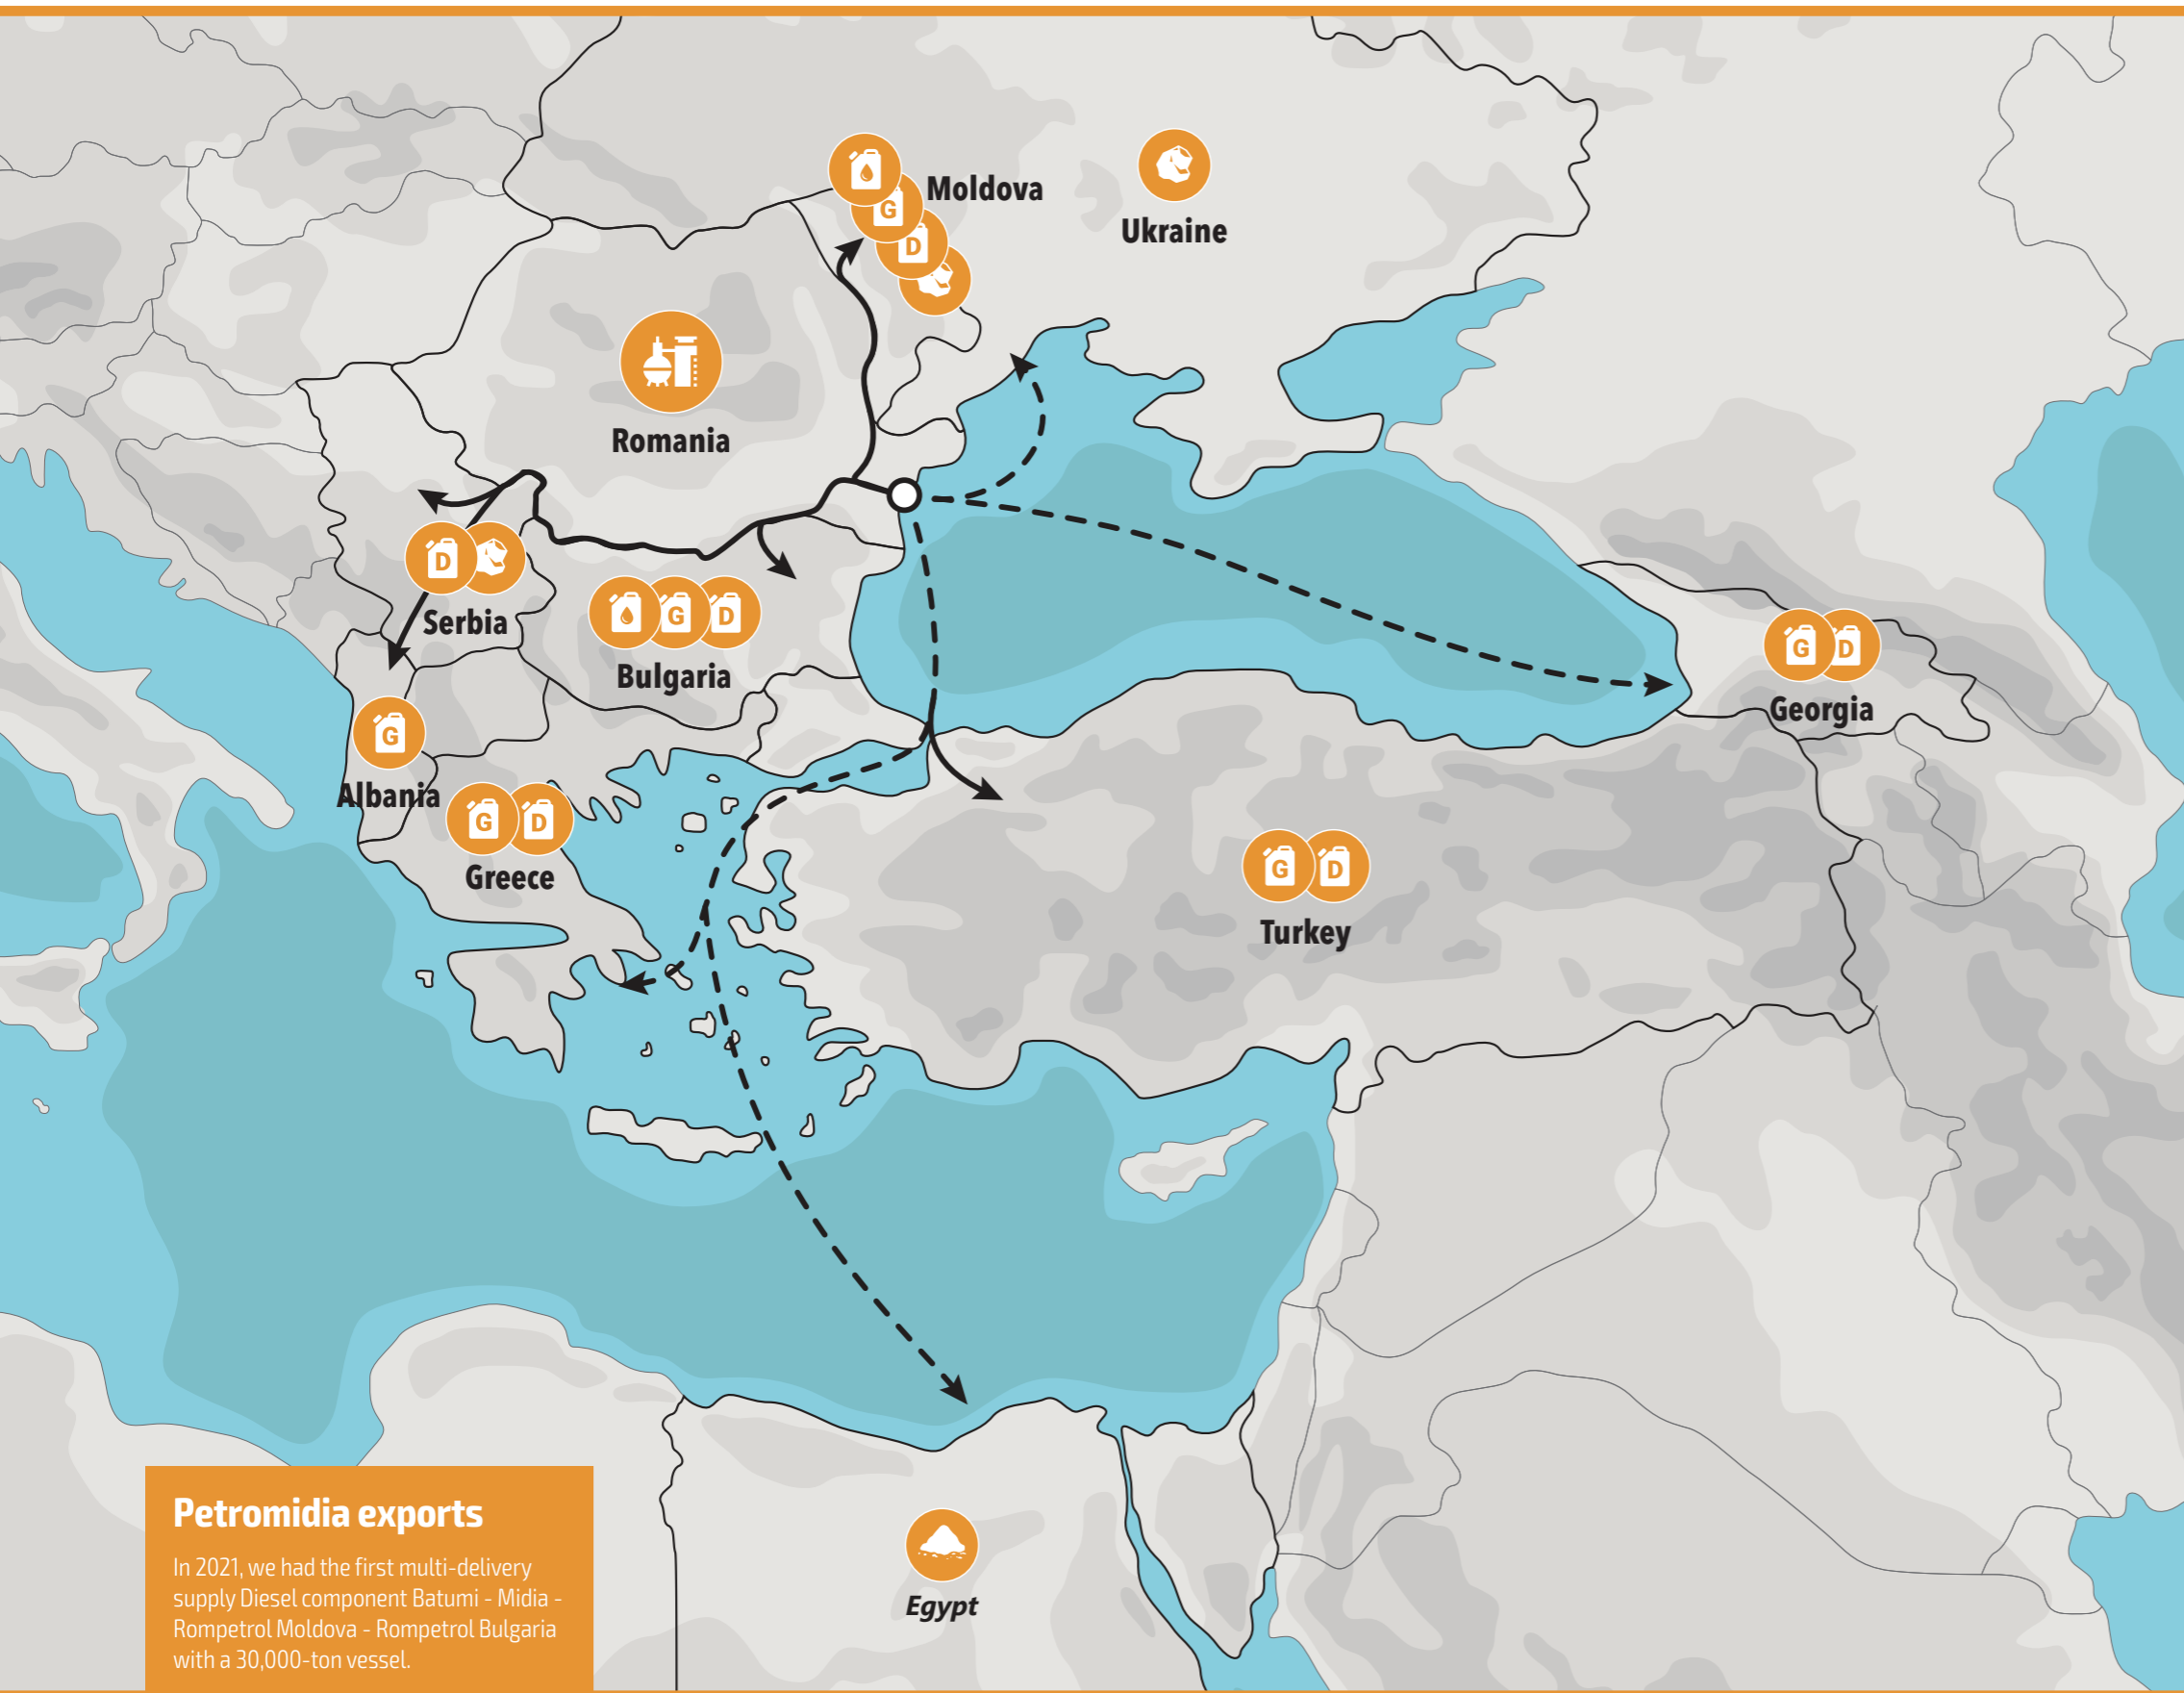 Moldova
G
D
Ukraine
Romania
D
Serbia
G
D
Bulgaria
G
D
Georgia
G
Albania
G
D
Greece
G
D
Turkey
Egypt
Petromidia exports
In 2021, we had the first multi-delivery
supply Diesel component Batumi - Midia -
Rompetrol Moldova - Rompetrol Bulgaria
with a 30,000-ton vessel.